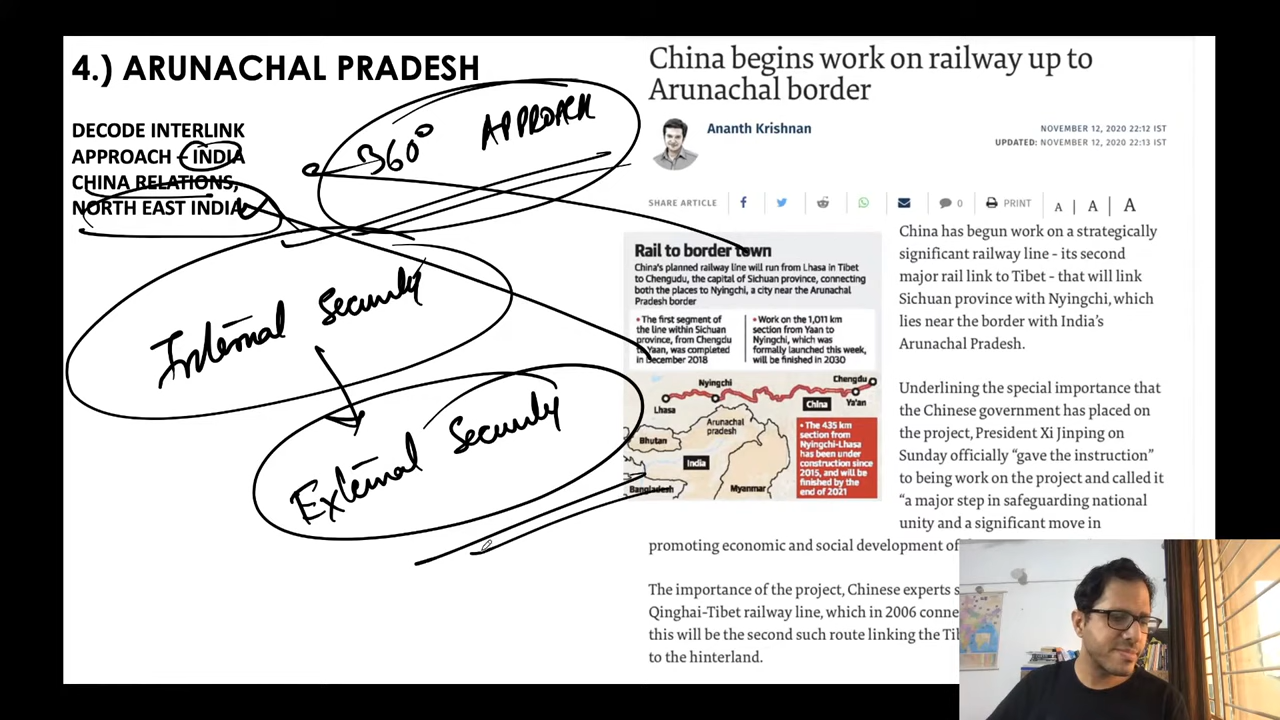 4.) ARUNACHAL PRADESH
DECODE INTERLINK
APPROACH – INDIA
CHINA RELATIONS,
NORTH EAST INDIA
360° APPROACH
Internal Security
External Security
China begins work on railway up to
Arunachal border
Ananth Krishnan
NOVEMBER 12, 2020 22:12 IST
UPDATED: NOVEMBER 12, 2020 22:13 IST
SHARE ARTICLE
0
PRINT
A | A | A
Rail to border town
China's planned railway line will run from Lhasa in Tibet
to Chengdu, the capital of Sichuan province, connecting
both the places to Nyingchi, a city near the Arunachal
Pradesh border
• The first segment of
the line within Sichuan
province, from Chengdu
to Yaan, was completed
in December 2018
• Work on the 1,011 km
section from Yaan to
Nyingchi, which was
formally launched this week,
will be finished in 2030
Nyingchi
Chengdu
Lhasa
China
Ya'an
Arunachal
pradesh
Bhutan
India
Bangladesh
Myanmar
• The 435 km
section from
Nyingchi-Lhasa
has been under
construction since
2015, and will be
finished by the
end of 2021
China has begun work on a strategically
significant railway line - its second
major rail link to Tibet - that will link
Sichuan province with Nyingchi, which
lies near the border with India's
Arunachal Pradesh.
Underlining the special importance that
the Chinese government has placed on
the project, President Xi Jinping on
Sunday officially “gave the instruction”
to being work on the project and called it
“a major step in safeguarding national
unity and a significant move in
promoting economic and social development of
The importance of the project, Chinese experts
Qinghai-Tibet railway line, which in 2006
this will be the second such route linking the
to the hinterland.